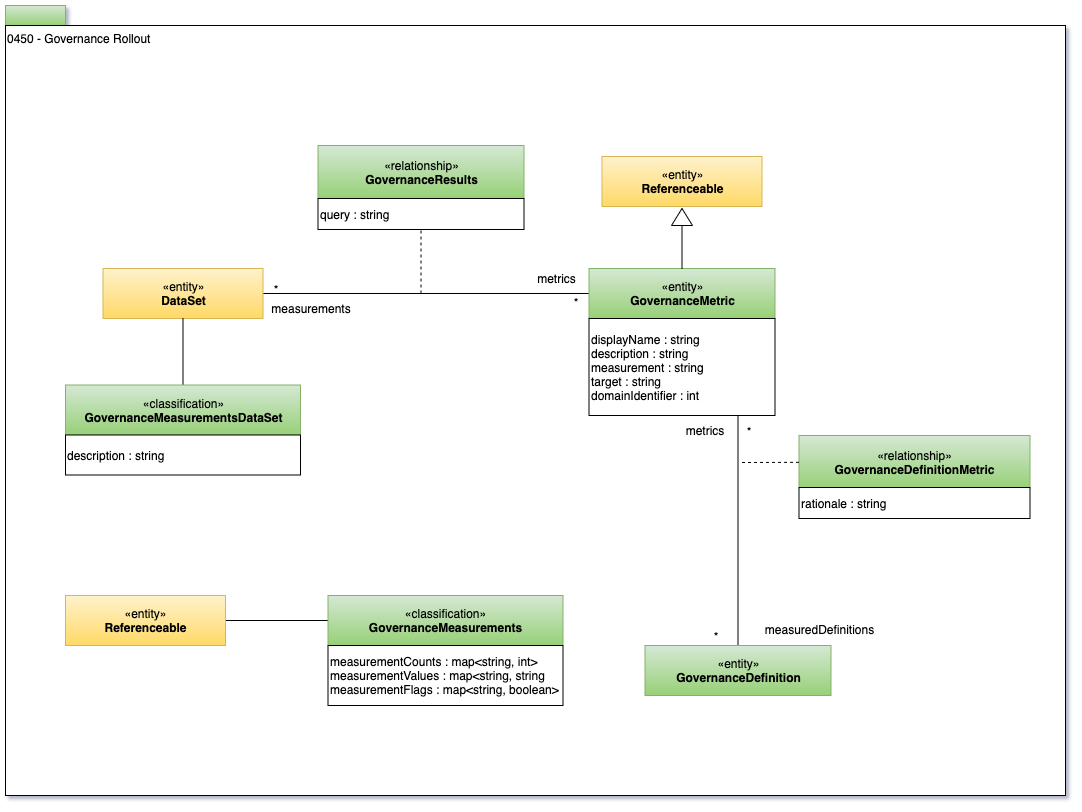 0450 - Governance Rollout
«relationship»
GovernanceResults
query : string
«entity»
Referenceable
«entity»
DataSet
*
measurements
metrics
*
«entity»
GovernanceMetric
displayName : string
description : string
measurement : string
target : string
domainIdentifier : int
«classification»
GovernanceMeasurementsDataSet
description : string
metrics
*
«relationship»
GovernanceDefinitionMetric
rationale : string
«entity»
Referenceable
«classification»
GovernanceMeasurements
measurementCounts : map<string, int>
measurementValues : map<string, string
measurementFlags : map<string, boolean>
*
measuredDefinitions
«entity»
GovernanceDefinition